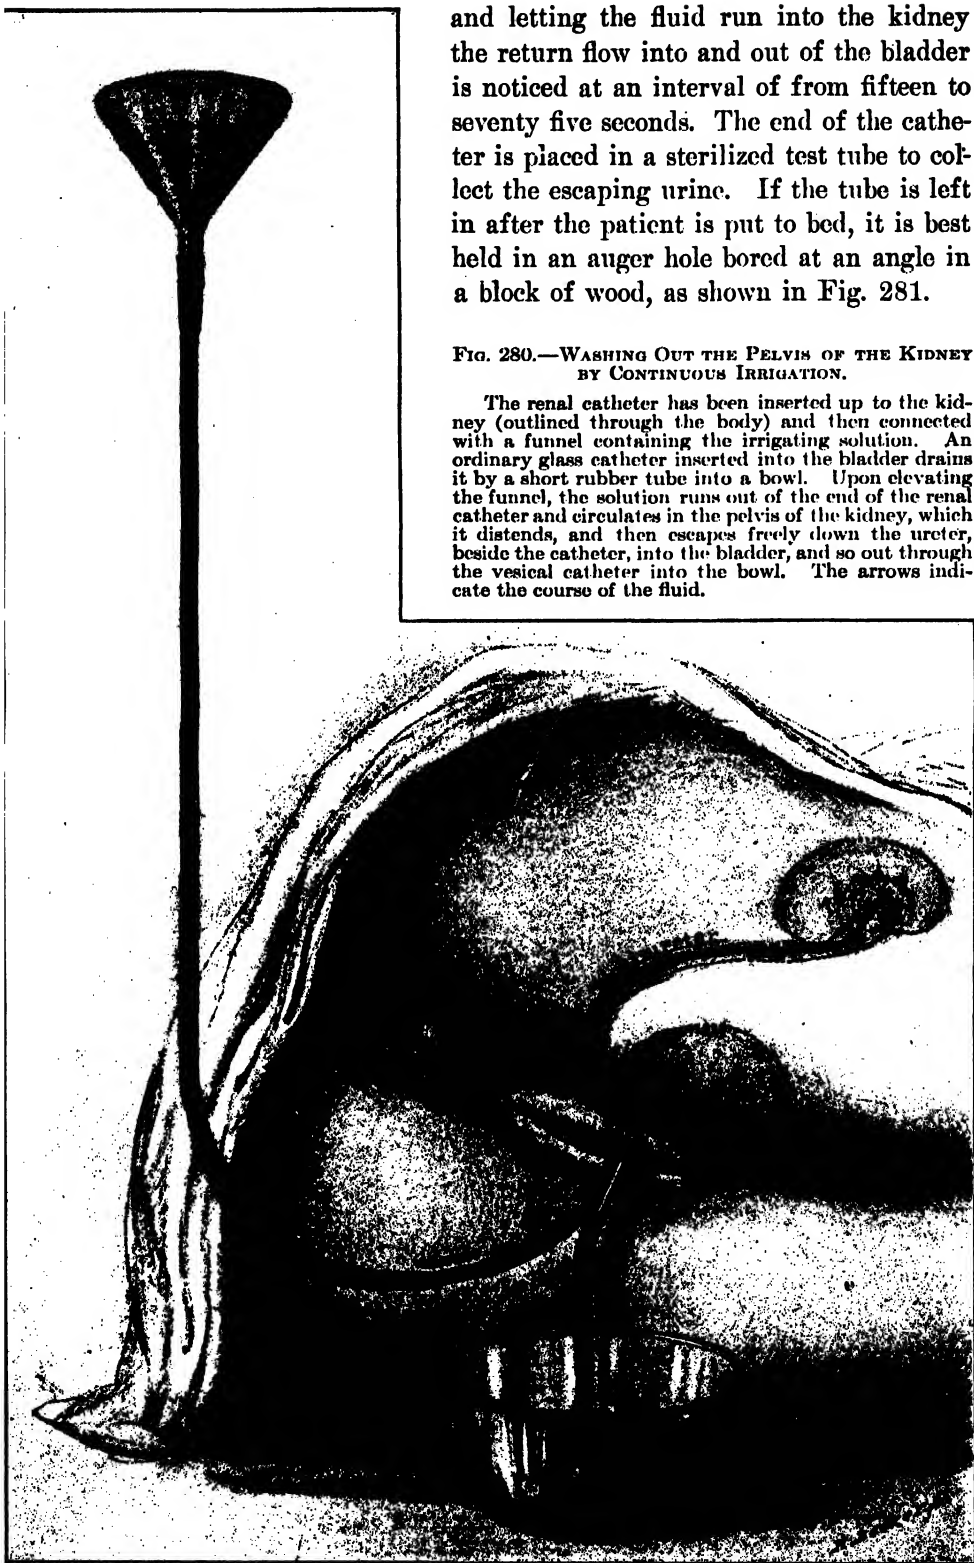 and letting the fluid run into the kidney
the return flow into and out of the bladder
is noticed at an interval of from fifteen to
seventy five seconds. The end of the cathe-
ter is placed in a sterilized test tube to col-
lect the escaping urine. If the tube is left
in after the patient is put to bed, it is best
held in an auger hole bored at an angle in
a block of wood, as shown in Fig. 281.
Fig. 280.—Washing Out the Pelvis of the Kidney
by Continuous Irrigation.
The renal catheter has been inserted up to the kid-
ney (outlined through the body) and then connected
with a funnel containing the irrigating solution. An
ordinary glass catheter inserted into the bladder drains
it by a short rubber tube into a bowl. Upon elevating
the funnel, the solution runs out of the end of the renal
catheter and circulates in the pelvis of the kidney, which
it distends, and then escapes freely down the ureter,
beside the catheter, into the bladder, and so out through
the vesical catheter into the bowl. The arrows indi-
cate the course of the fluid.